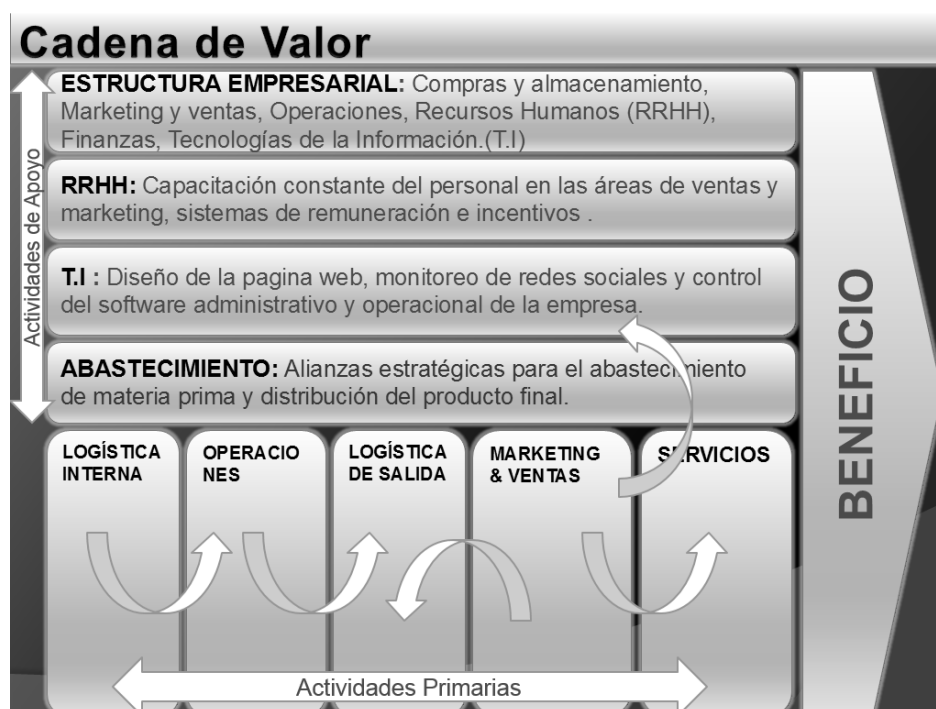 Cadena de Valor
ESTRUCTURA EMPRESARIAL: Compras y almacenamiento,
Marketing y ventas, Operaciones, Recursos Humanos (RRHH),
Finanzas, Tecnologías de la Información.(T.I)
RRHH: Capacitación constante del personal en las áreas de ventas y
marketing, sistemas de remuneración e incentivos .
T.I : Diseño de la pagina web, monitoreo de redes sociales y control
del software administrativo y operacional de la empresa.
ABASTECIMIENTO: Alianzas estratégicas para el abastecimiento
de materia prima y distribución del producto final.
Actividades de Apoyo
LOGÍSTICA
INTERNA
OPERACIO
NES
LOGÍSTICA
DE SALIDA
MARKETING
& VENTAS
SERVICIOS
Actividades Primarias
BENEFICIO